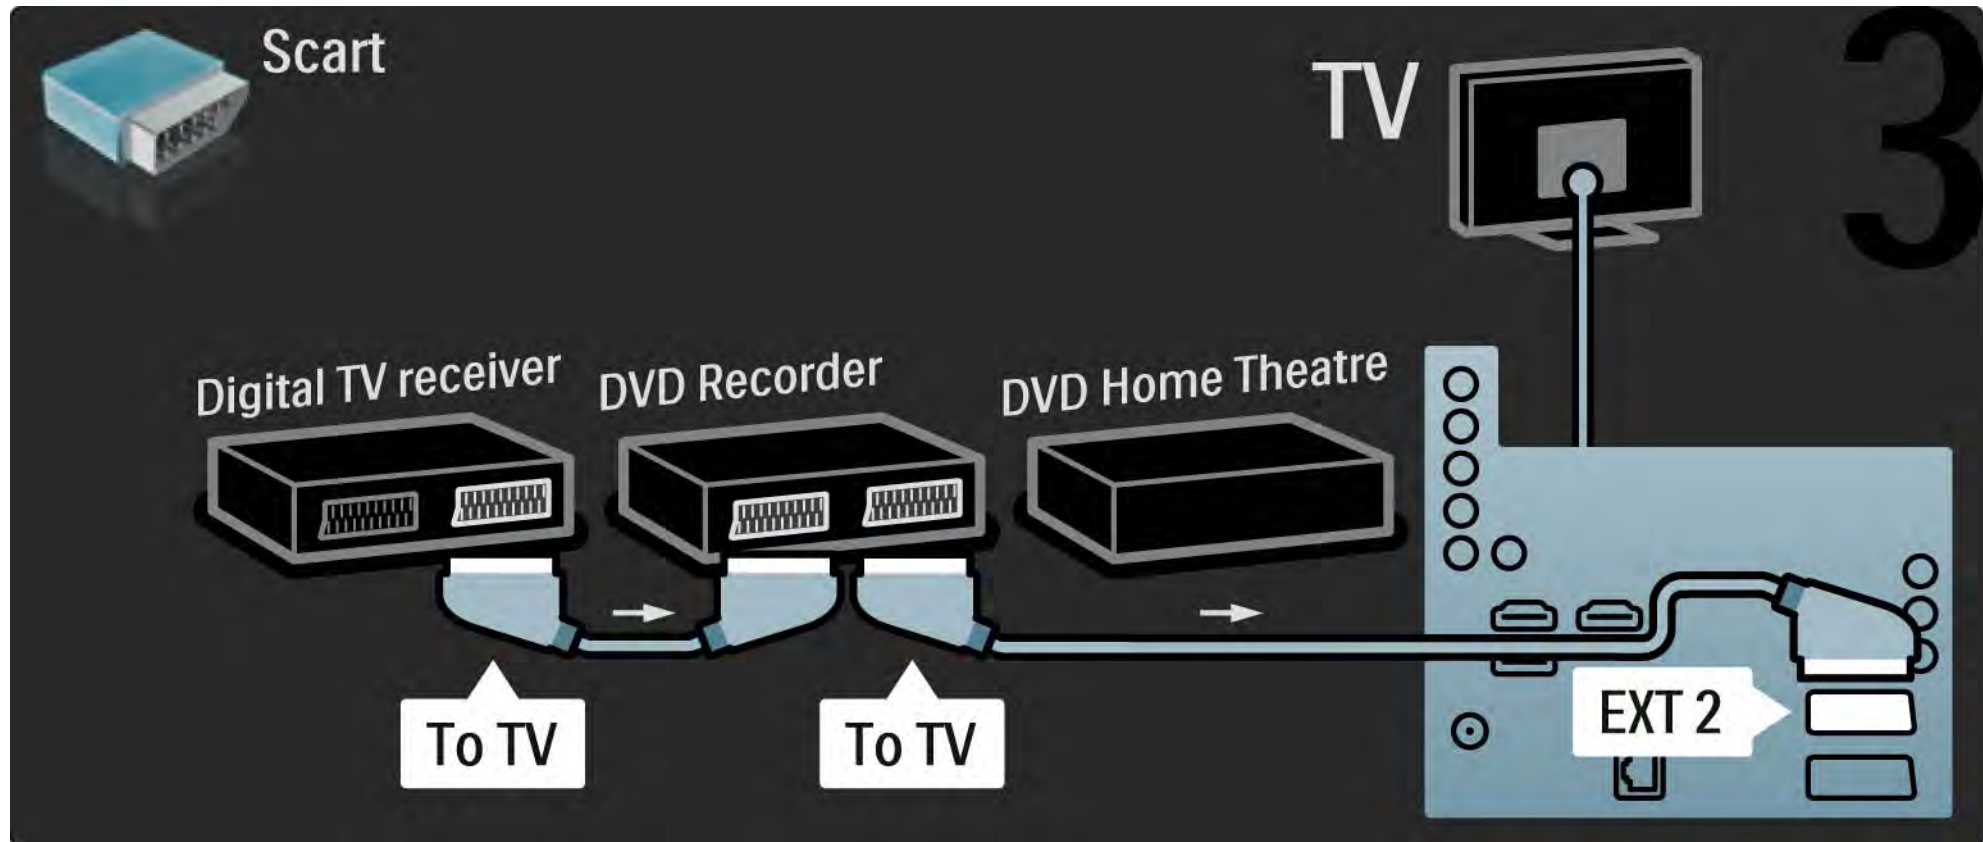 Scart
TV
3
Digital TV receiver
DVD Recorder
DVD Home Theatre
To TV
To TV
EXT 2